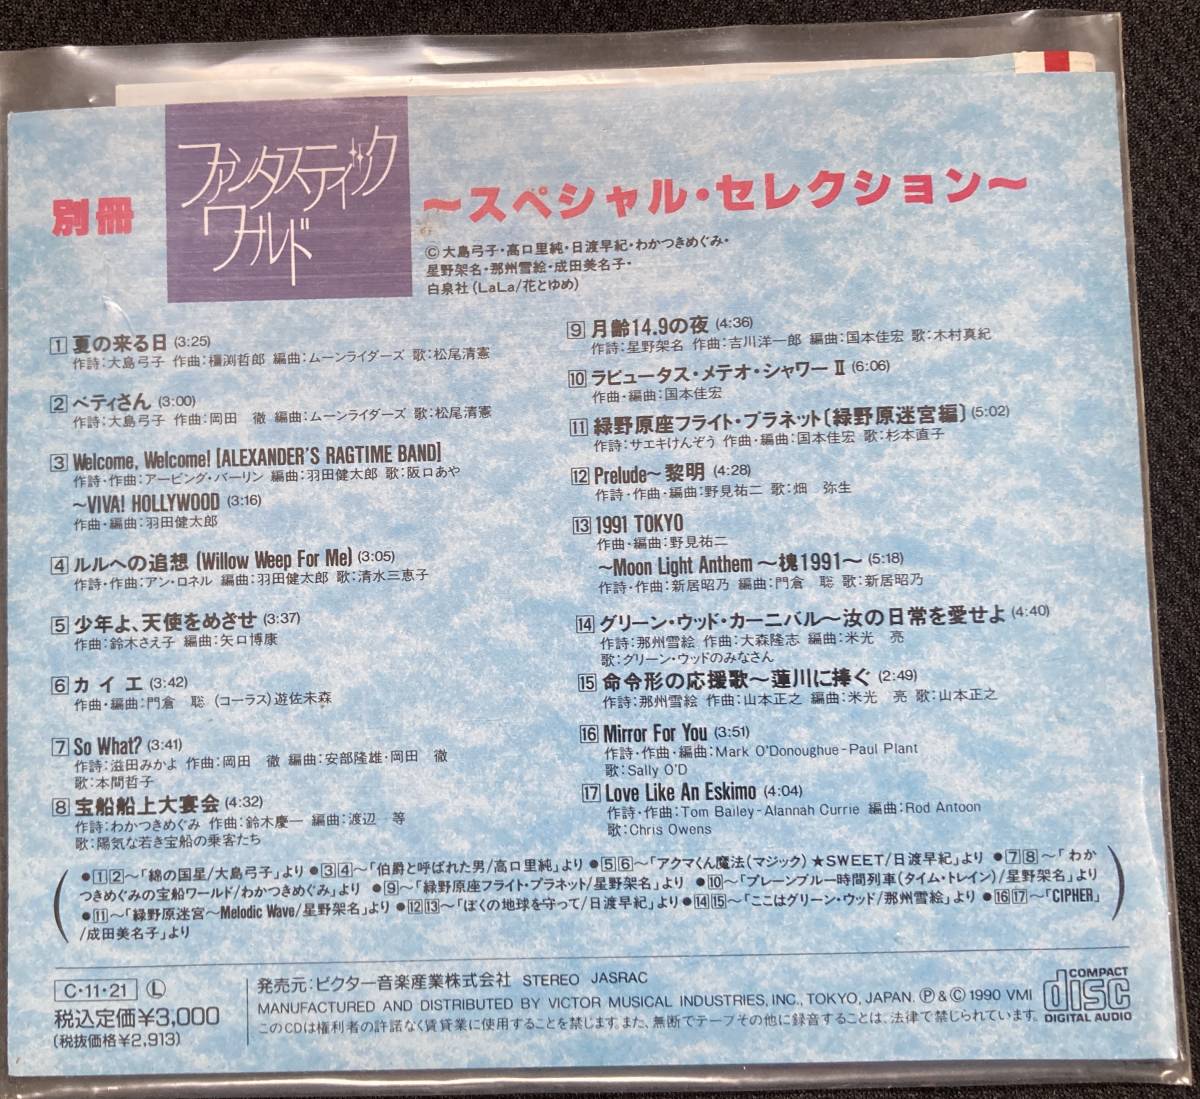 別冊
ファンタスティック
ワールド
〜スペシャル・セレクション〜
©大島弓子・高口里純・日渡早紀・わかつきめぐみ・
星野架名・那州雪絵・成田美名子・
白泉社(LaLa/花とゆめ)
1 夏の来る日 (3:25)
作詩:大島弓子 作曲:橿渕哲郎 編曲:ムーンライダーズ 歌:松尾清憲
2 ベティさん (3:00)
作詩:大島弓子 作曲:岡田 徹 編曲:ムーンライダーズ 歌:松尾清憲
3 Welcome, Welcome! [ALEXANDER'S RAGTIME BAND]
作詩・作曲:アービング・バーリン 編曲:羽田健太郎 歌:阪口あや
〜VIVA! HOLLYWOOD (3:16)
作曲・編曲:羽田健太郎
4 ルルへの追想 (Willow Weep For Me) (3:05)
作詩・作曲:アン・ロネル 編曲:羽田健太郎 歌:清水三恵子
5 少年よ、天使をめざせ (3:37)
作曲:鈴木さえ子 編曲:矢口博康
6 カイエ (3:42)
作曲・編曲:門倉 聡 (コーラス)遊佐未森
7 So What? (3:41)
作詩:溢田みかよ 作曲:岡田 徹 編曲:安部隆雄・岡田 徹
歌:本間哲子
8 宝船船上大宴会 (4:32)
作詩:わかつきめぐみ 作曲:鈴木慶一 編曲:渡辺 等
歌:陽気な若き宝船の乗客たち
9 月齢14.9の夜 (4:36)
作詩:星野架名 作曲:吉川洋一郎 編曲:国本佳宏 歌:木村真紀
10 ラピュータス・メテオ・シャワー II (6:06)
作曲・編曲:国本佳宏
11 緑野原座フライト・プラネット〔緑野原迷宮編〕(5:02)
作詩:サエキけんぞう 作曲・編曲:国本佳宏 歌:杉本直子
12 Prelude〜黎明 (4:28)
作詩・作曲・編曲:野見祐二 歌:畑 弥生
13 1991 TOKYO
作曲・編曲:野見祐二
〜Moon Light Anthem 〜槐1991〜 (5:18)
作詩・作曲:新居昭乃 編曲:門倉 聡 歌:新居昭乃
14 グリーン・ウッド・カーニバル〜汝の日常を愛せよ (4:40)
作詩:那州雪絵 作曲:大森隆志 編曲:米光 亮
歌:グリーン・ウッドのみなさん
15 命令形の応援歌〜蓮川に捧ぐ (2:49)
作詩:那州雪絵 作曲:山本正之 編曲:米光 亮 歌:山本正之
16 Mirror For You (3:51)
作詩・作曲・編曲:Mark O'Donoughue-Paul Plant
歌:Sally O'D
17 Love Like An Eskimo (4:04)
作詩・作曲:Tom Bailey-Alannah Currie 編曲:Rod Antoon
歌:Chris Owens
●1 2〜「綿の国星/大島弓子」より ●3 4〜「伯爵と呼ばれた男/高口里純」より ●5 6〜「アクマくん魔法(マジック)★SWEET/日渡早紀」より ●7 8〜「わか
つきめぐみの宝船ワールド/わかつきめぐみ」より ●9〜「緑野原座フライト・プラネット/星野架名」より ●10〜「プレーンブルー時間列車(タイム・トレイン)/星野架名」より
●11〜「緑野原迷宮〜Melodic Wave/星野架名」より ●12 13〜「ぼくの地球を守って/日渡早紀」より ●14 15〜「ここはグリーン・ウッド/那州雪絵」より ●16 17〜「CIPHER」
/成田美名子」より
C・11・21 Ⓛ
税込定価¥3,000
(税抜価格¥2,913)
発売元:ビクター音楽産業株式会社 STEREO JASRAC
MANUFACTURED AND DISTRIBUTED BY VICTOR MUSICAL INDUSTRIES, INC., TOKYO, JAPAN. ℗ & © 1990 VMI
このCDは権利者の許諾なく賃貸業に使用することを禁じます。また、無断でテープその他に録音することは、法律で禁じられています。
COMPACT
disc
DIGITAL AUDIO